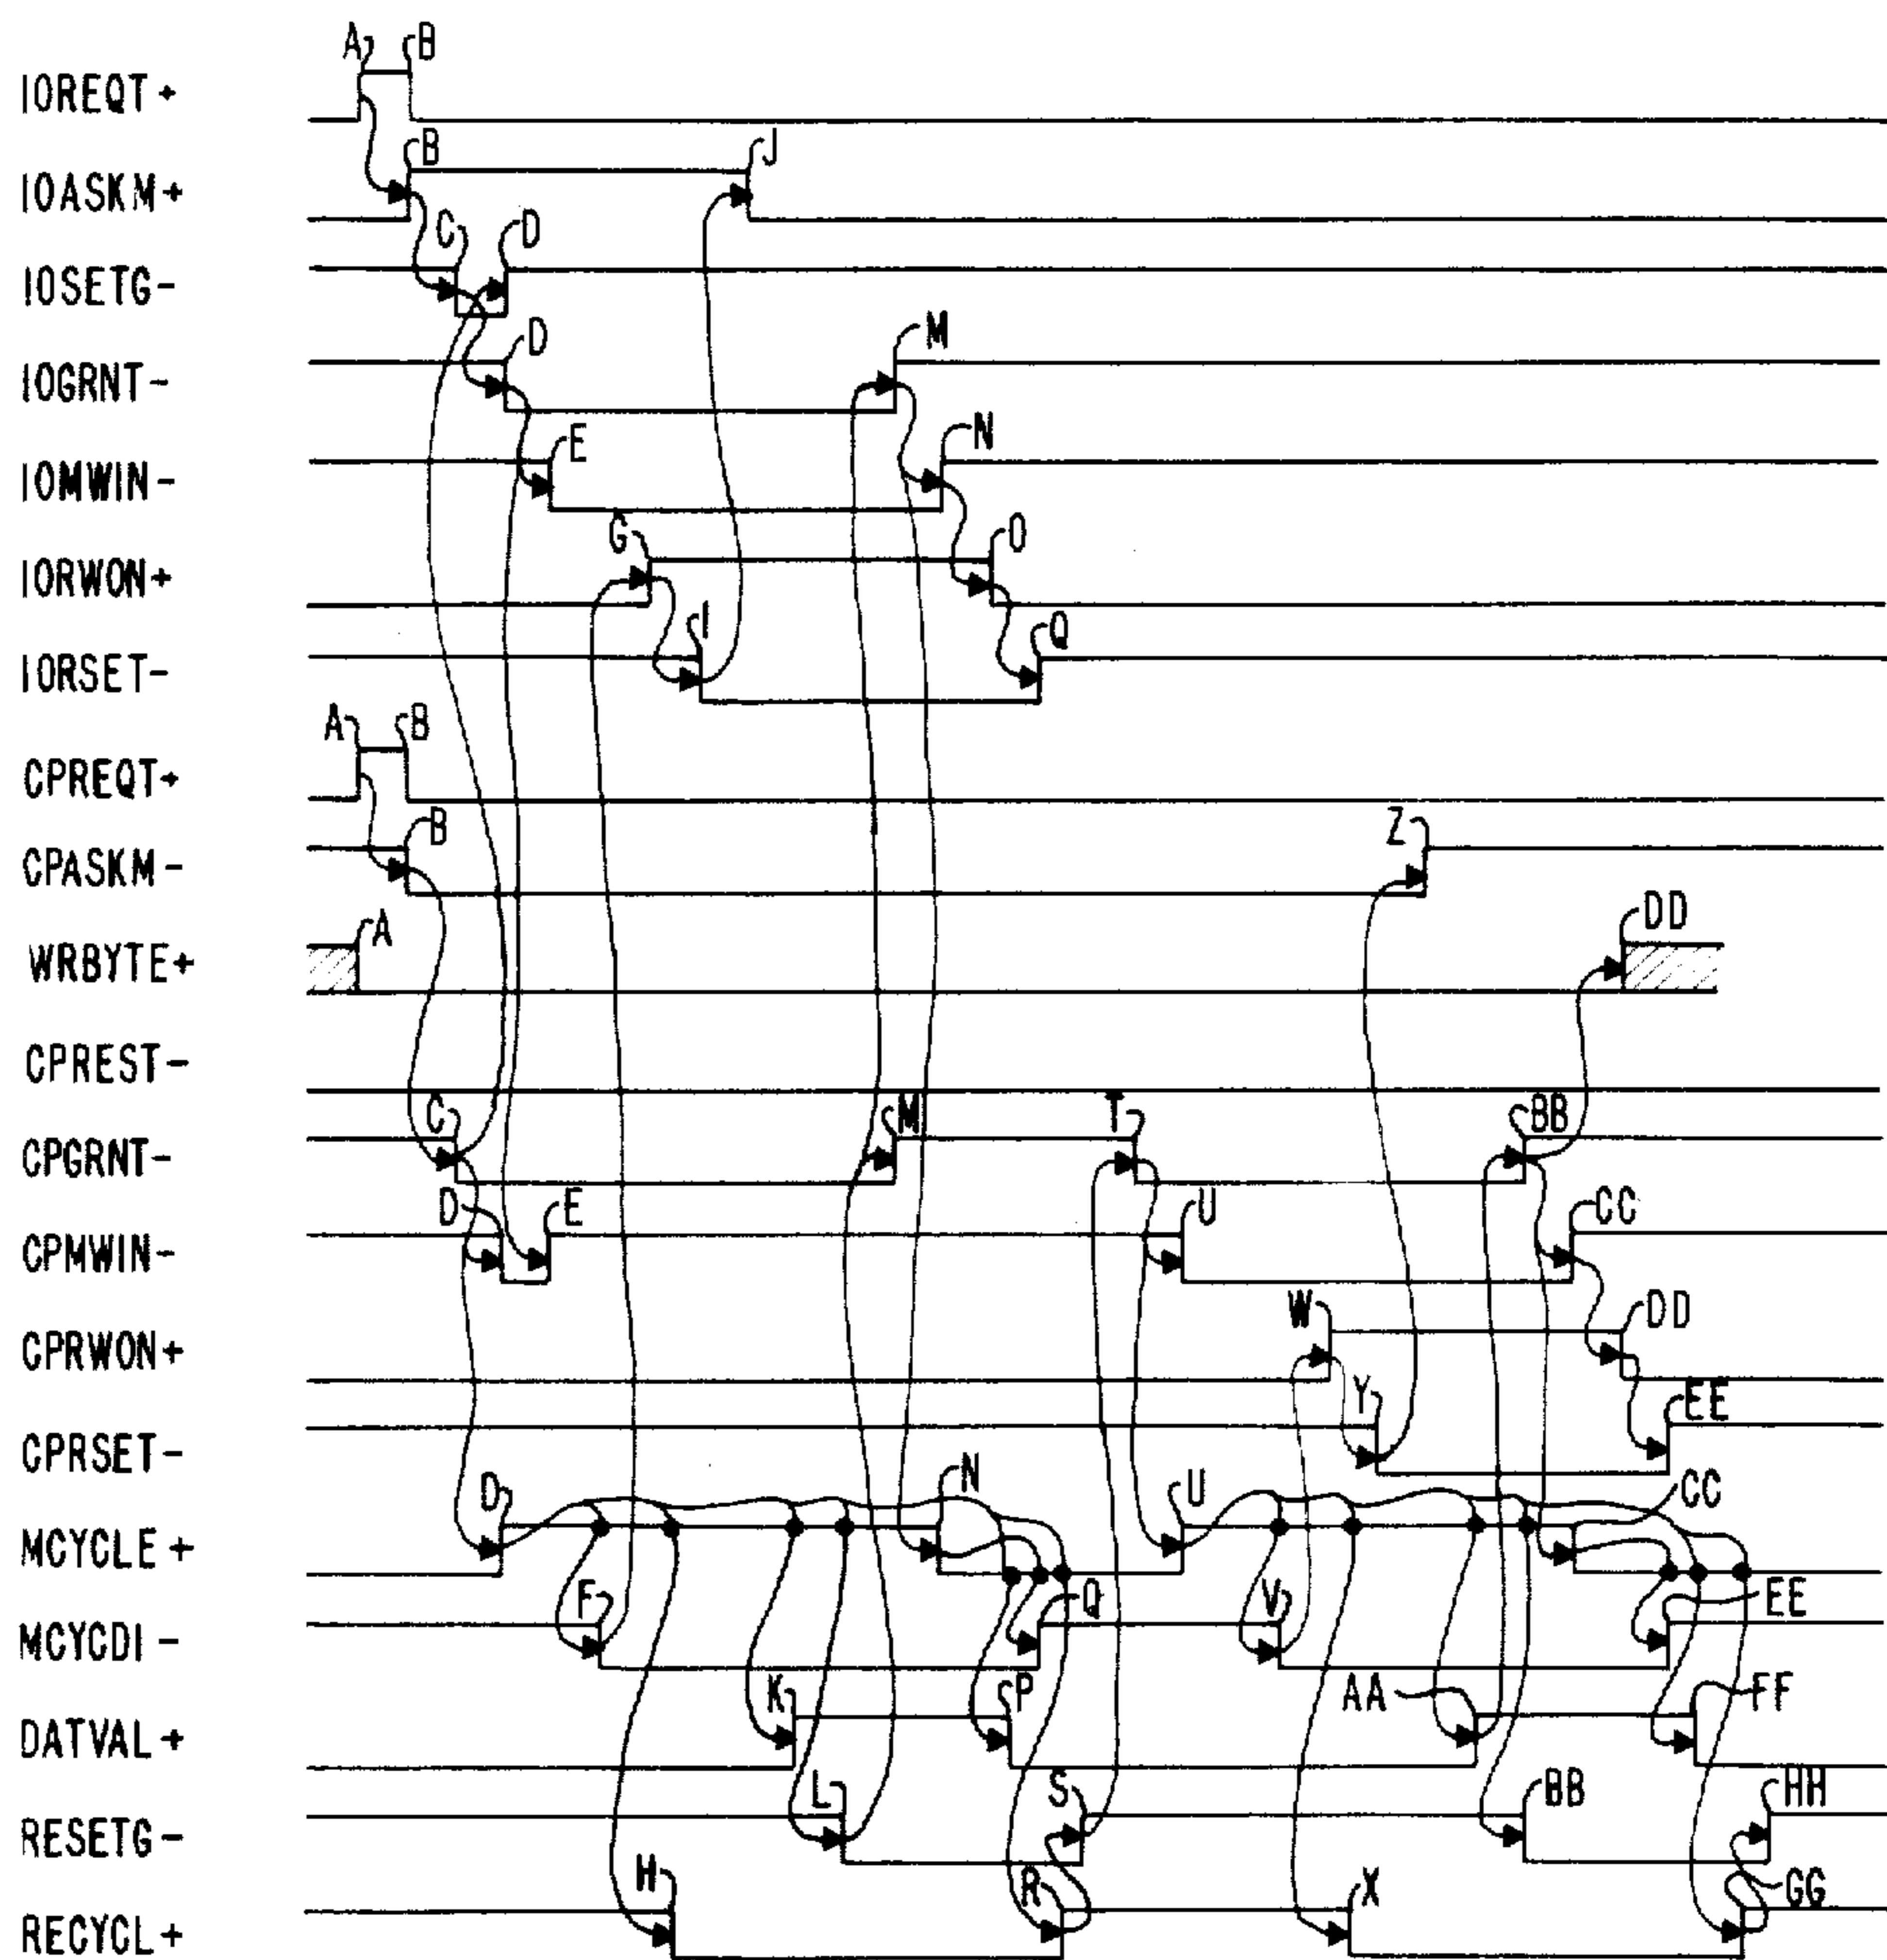 A B
IOREQT+
B J
IOASKM+
C D
IOSETG-
D M
IOGRNT-
E N
IOMWIN-
G O
IORWON+
I Q
IORSET-
A B
CPREQT+
B Z
CPASKM-
A DD
WRBYTE+
CPREST-
C M T BB
CPGRNT-
D E U CC
CPMWIN-
W DD
CPRWON+
Y EE
CPRSET-
D N U CC
MCYCLE+
F Q V EE
MCYCDI-
K P AA FF
DATVAL+
L S BB HH
RESETG-
H R X GG
RECYCL+